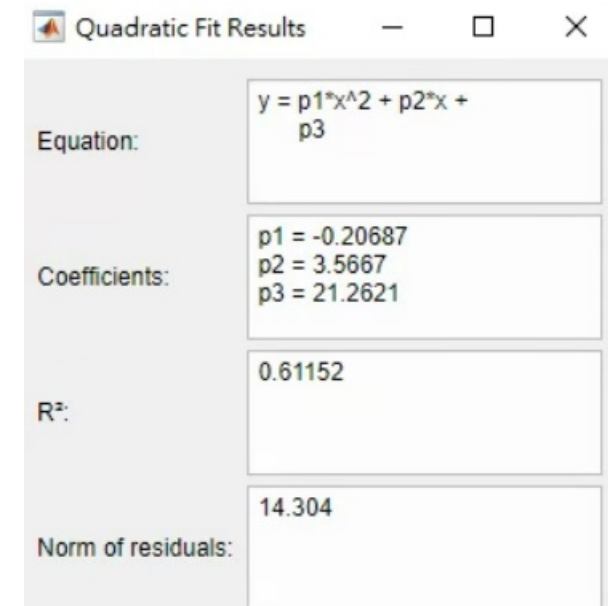 Quadratic Fit Results
Equation:
y = p1*x^2 + p2*x +
p3
Coefficients:
p1 = -0.20687
p2 = 3.5667
p3 = 21.2621
R²:
0.61152
Norm of residuals:
14.304